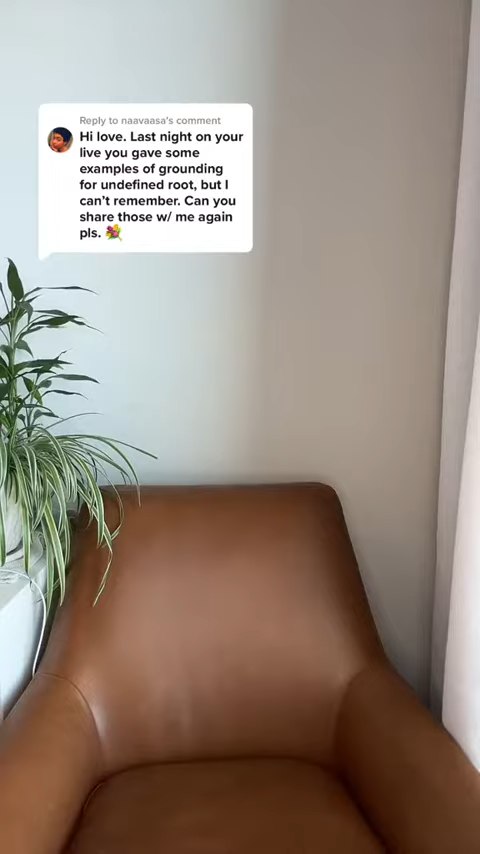 Reply to naavaasa's comment
Hi love. Last night on your
live you gave some
examples of grounding
for undefined root, but I
can't remember. Can you
share those w/ me again
pls. 💐